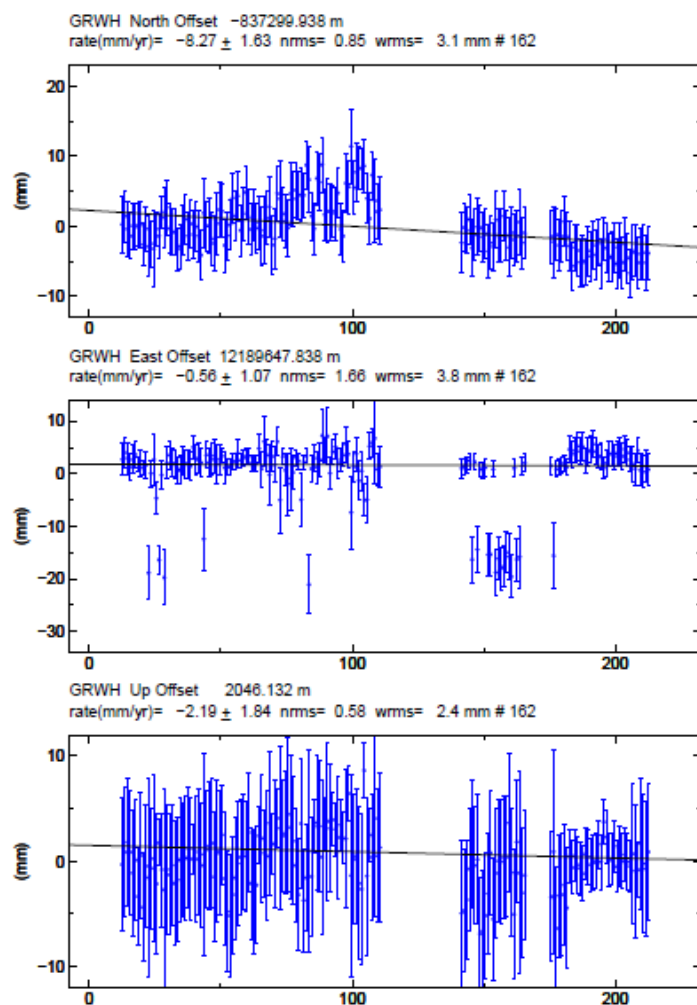 GRWH North Offset -837299.938 m
rate(mm/yr)= -8.27 ± 1.63 nrms= 0.85 wrms= 3.1 mm # 162
20
10
0
-10
(mm)
0 100 200
GRWH East Offset 12189647.838 m
rate(mm/yr)= -0.56 ± 1.07 nrms= 1.66 wrms= 3.8 mm # 162
10
0
-10
-20
-30
(mm)
0 100 200
GRWH Up Offset 2046.132 m
rate(mm/yr)= -2.19 ± 1.84 nrms= 0.58 wrms= 2.4 mm # 162
10
0
-10
(mm)
0 100 200